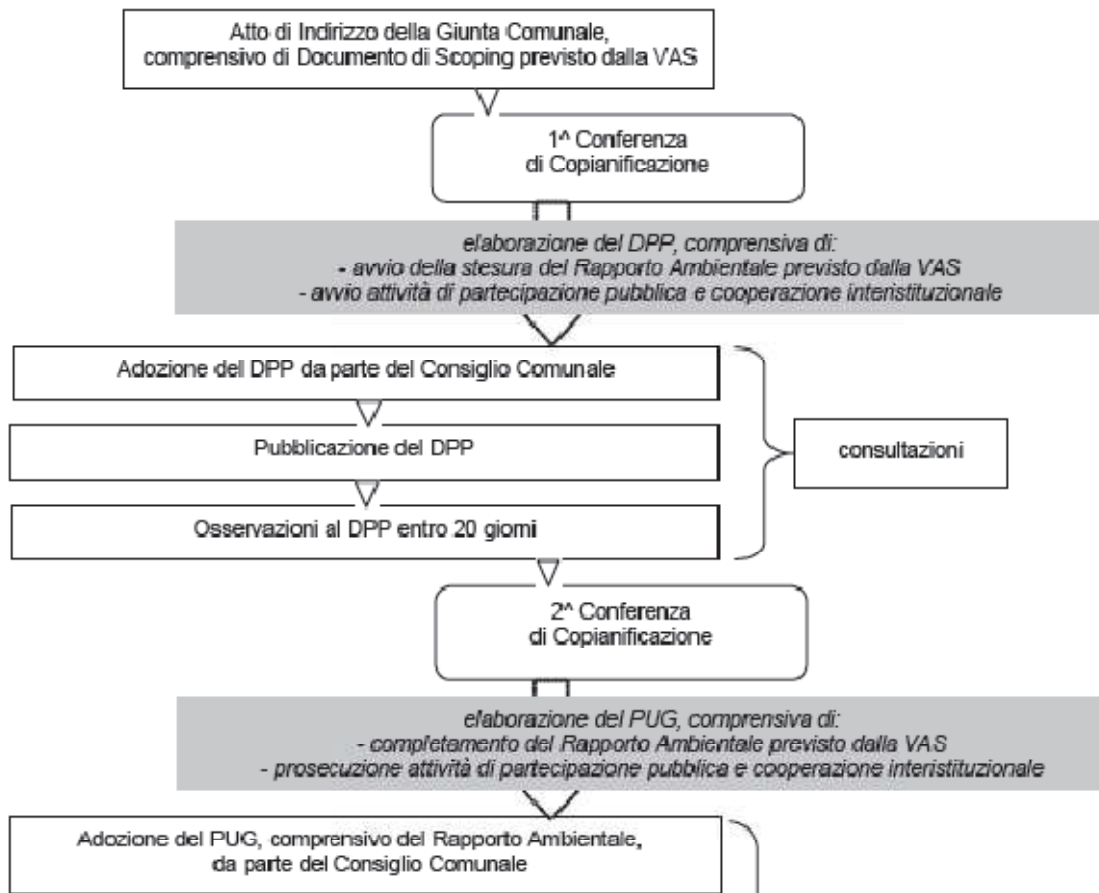 Atto di Indirizzo della Giunta Comunale,
comprensivo di Documento di Scoping previsto dalla VAS
1^ Conferenza
di Copianificazione
elaborazione del DPP, comprensiva di:
- avvio della stesura del Rapporto Ambientale previsto dalla VAS
- avvio attività di partecipazione pubblica e cooperazione interistituzionale
Adozione del DPP da parte del Consiglio Comunale
Pubblicazione del DPP
consultazioni
Osservazioni al DPP entro 20 giorni
2^ Conferenza
di Copianificazione
elaborazione del PUG, comprensiva di:
- completamento del Rapporto Ambientale previsto dalla VAS
- prosecuzione attività di partecipazione pubblica e cooperazione interistituzionale
Adozione del PUG, comprensivo del Rapporto Ambientale,
da parte del Consiglio Comunale